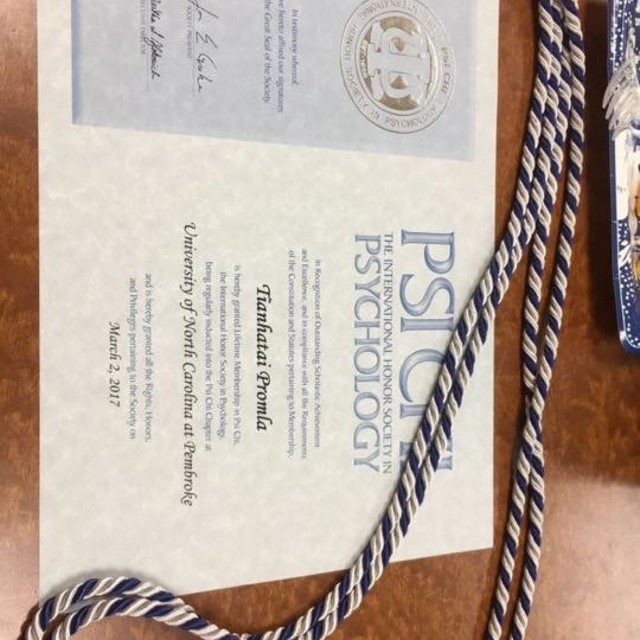 PSI CHI
THE INTERNATIONAL HONOR SOCIETY IN
PSYCHOLOGY
In Recognition of Outstanding Scholastic Achievement
and Excellence, and in compliance with all the Requirements
of the Constitution and Statutes pertaining to Membership,
Tianhatai Promla
is hereby granted Lifetime Membership in Psi Chi,
the International Honor Society in Psychology,
being regularly inducted into the Psi Chi Chapter at
University of North Carolina at Pembroke
and is hereby granted all the Rights, Honors,
and Privileges pertaining to the Society on
March 2, 2017
In testimony whereof,
we hereto afford our signatures
the Great Seal of the Society.